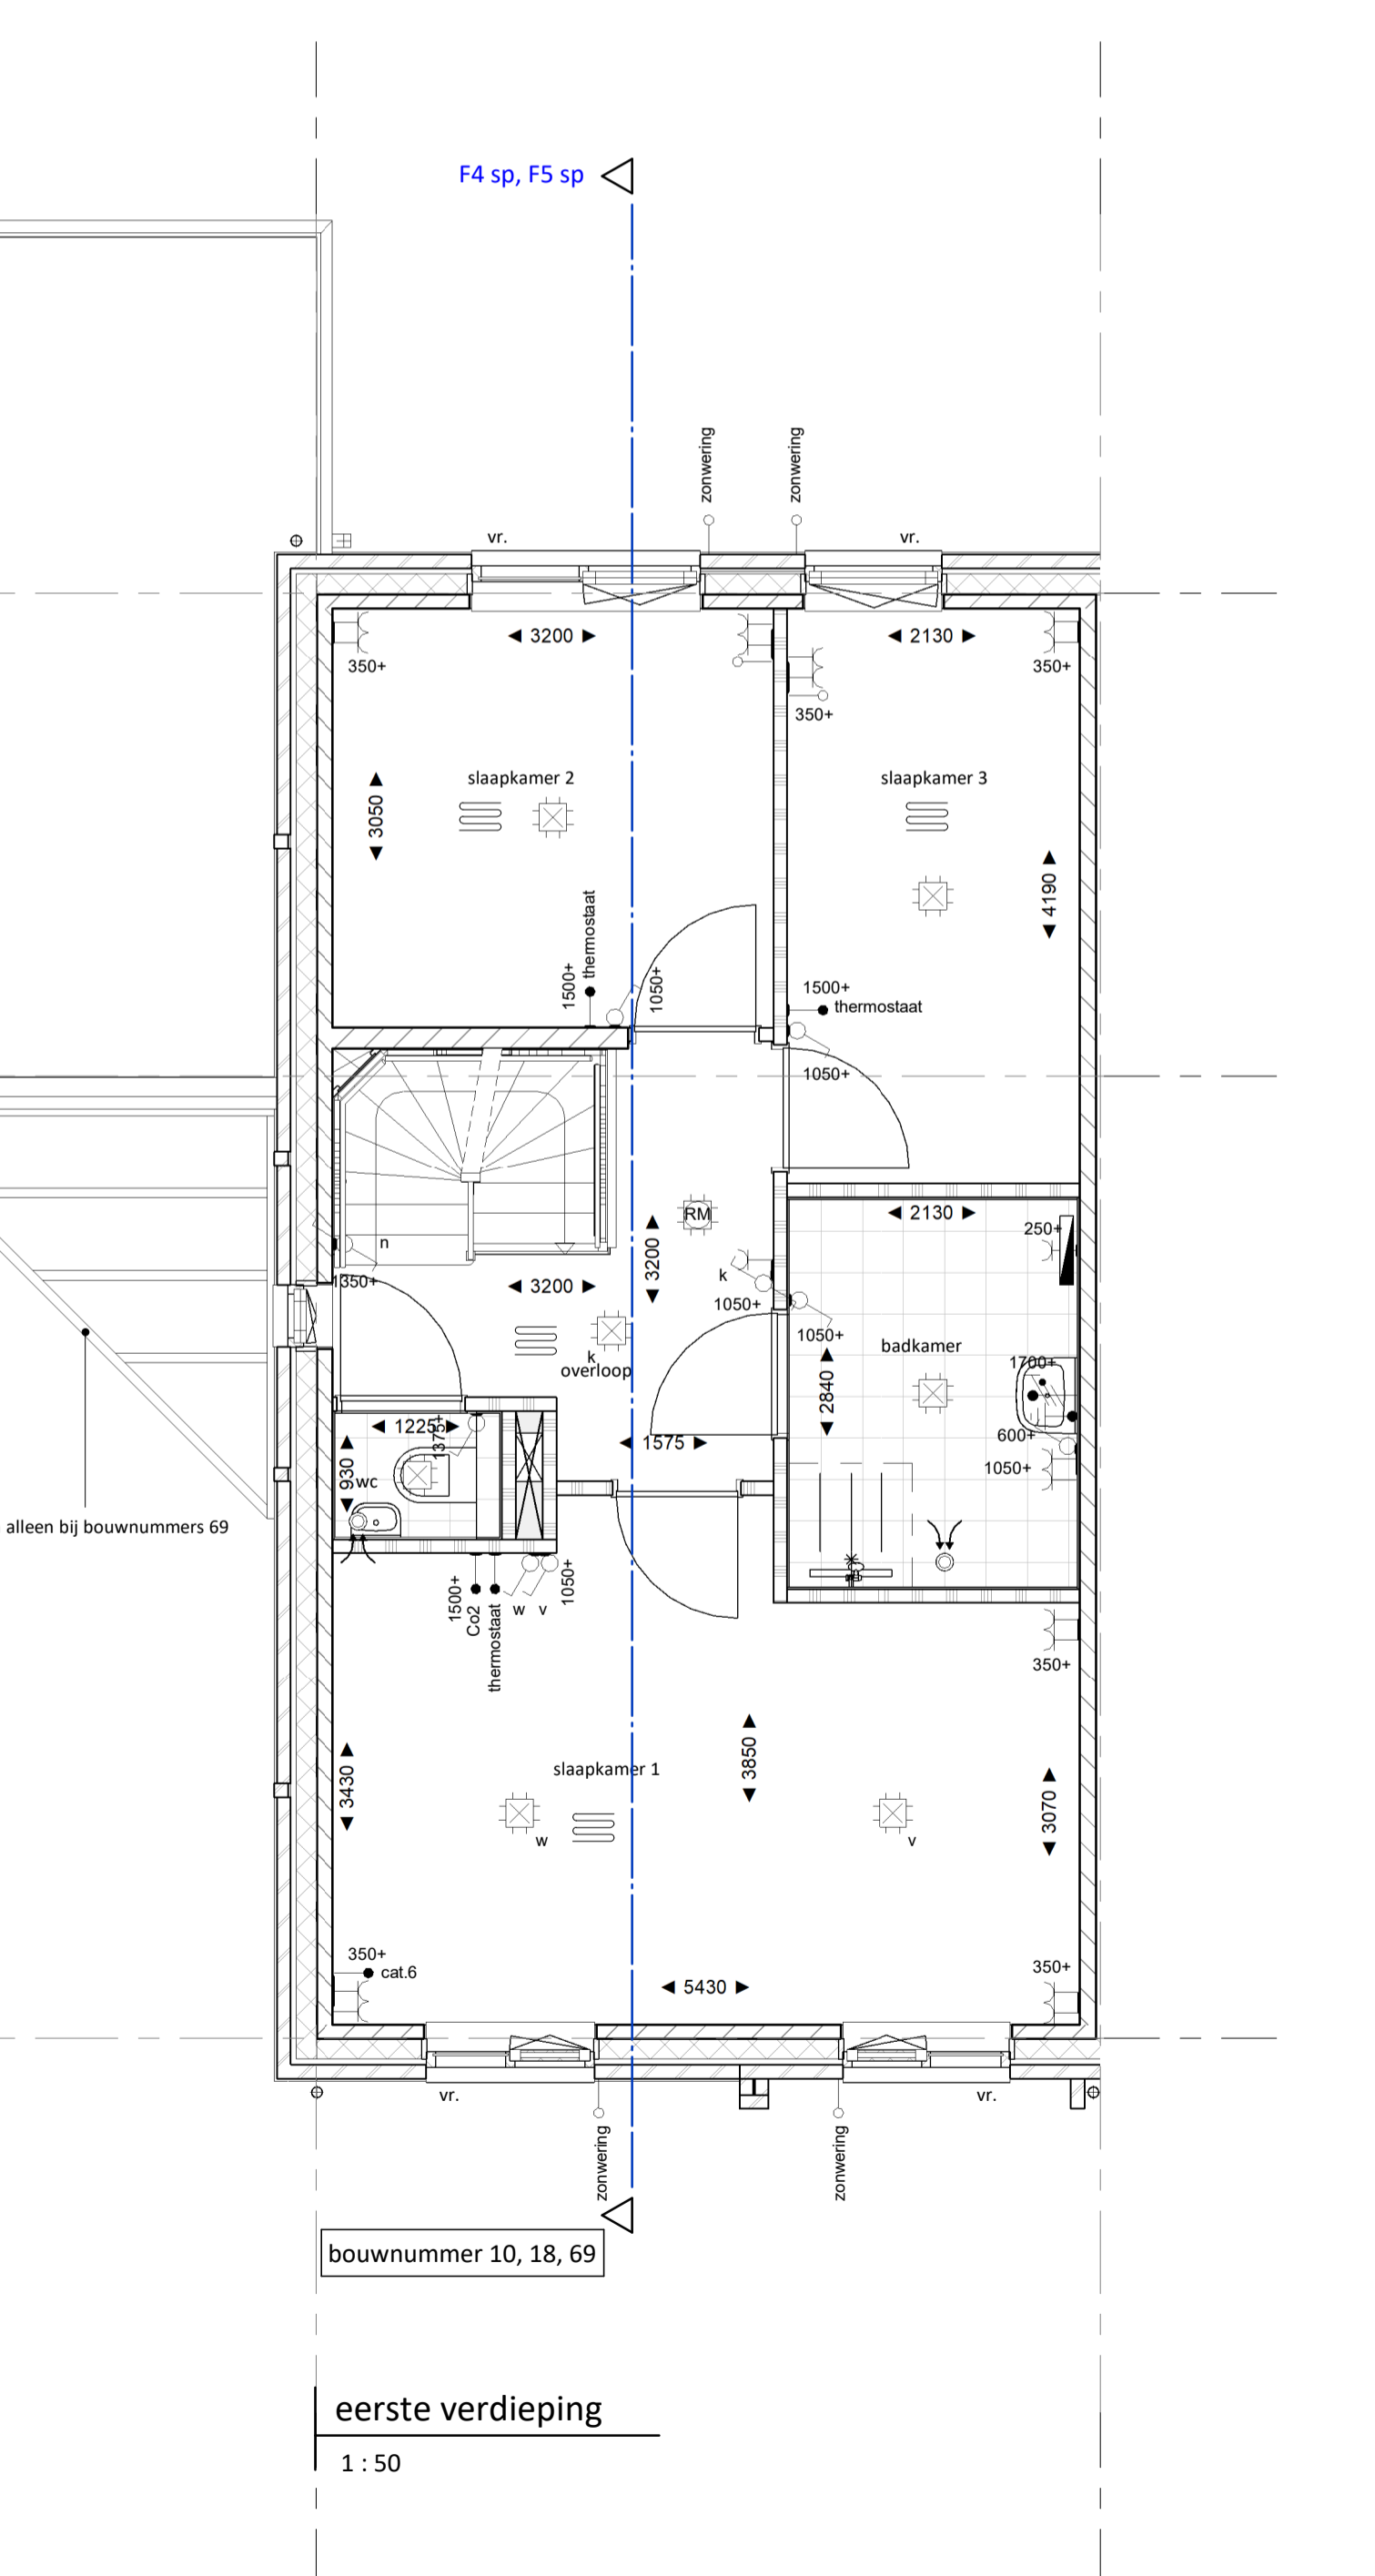 F4 sp, F5 sp
zonwering
zonwering
vr.
vr.
3200
2130
350+
350+
350+
slaapkamer 2
slaapkamer 3
3050
4190
thermostaat
1500+
1050+
1500+
thermostaat
1050+
RM
2130
250+
n
1350+
3200
3200
k
1050+
1050+
badkamer
k
overloop
1700+
2840
1225
1375+
1575
600+
1050+
930
wc
alleen bij bouwnummers 69
1500+
Co2
thermostaat
w
v
1050+
350+
3430
slaapkamer 1
3850
3070
w
v
350+
cat.6
350+
5430
vr.
vr.
zonwering
zonwering
bouwnummer 10, 18, 69
eerste verdieping
1 : 50